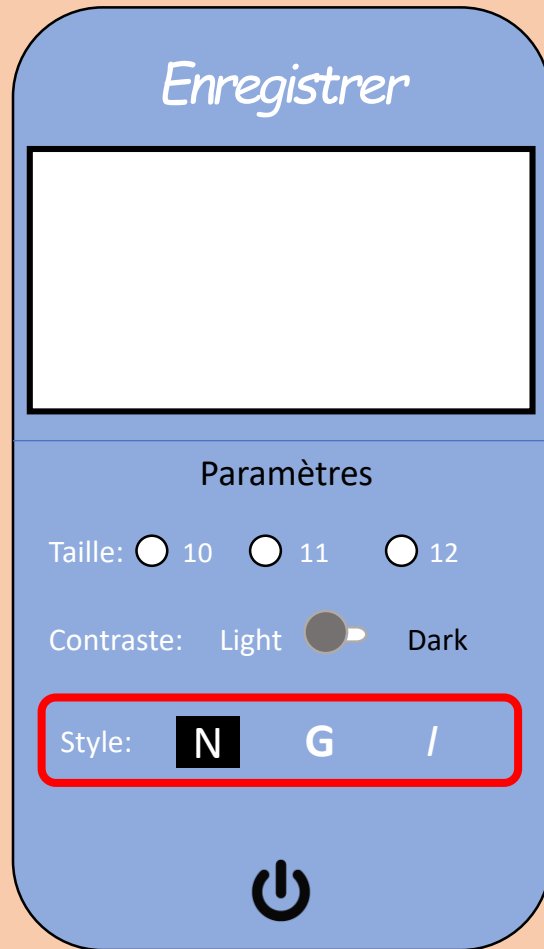 Enregistrer
Paramètres
Taille: 10 11 12
Contraste: Light Dark
Style: N G I